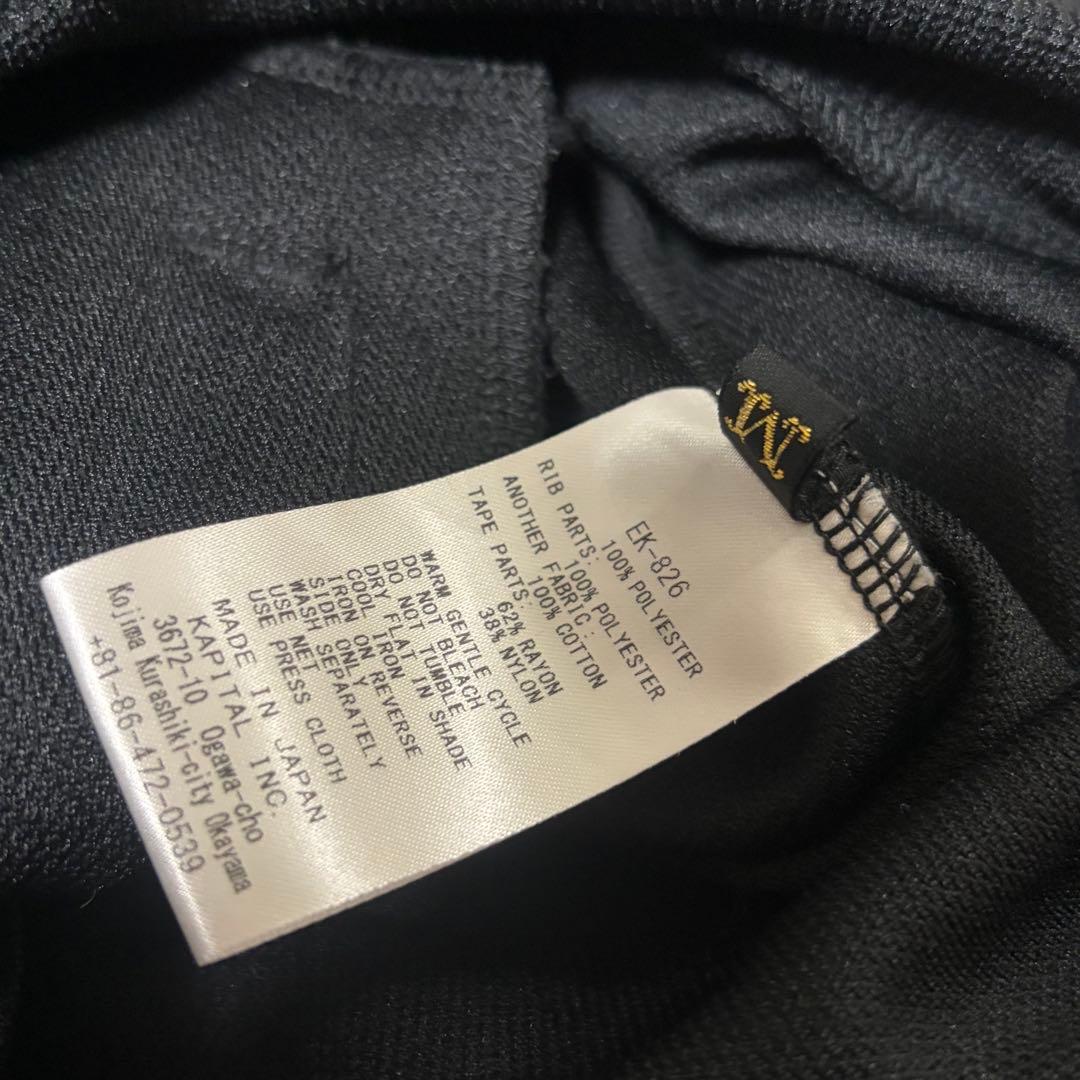 M
EK-826
100% POLYESTER
RIB PARTS:
100% POLYESTER
ANOTHER FABRIC:
100% COTTON
TAPE PARTS:
62% RAYON
38% NYLON
WARM GENTLE CYCLE
DO NOT BLEACH
DO NOT TUMBLE
DRY FLAT IN SHADE
COOL IRON
IRON ON REVERSE
SIDE ONLY
WASH SEPARATELY
USE NET
USE PRESS CLOTH
MADE IN JAPAN
KAPITAL INC.
3672-10 Ogawa-cho
Kojima Kurashiki-city Okayama
+81-86-472-0539